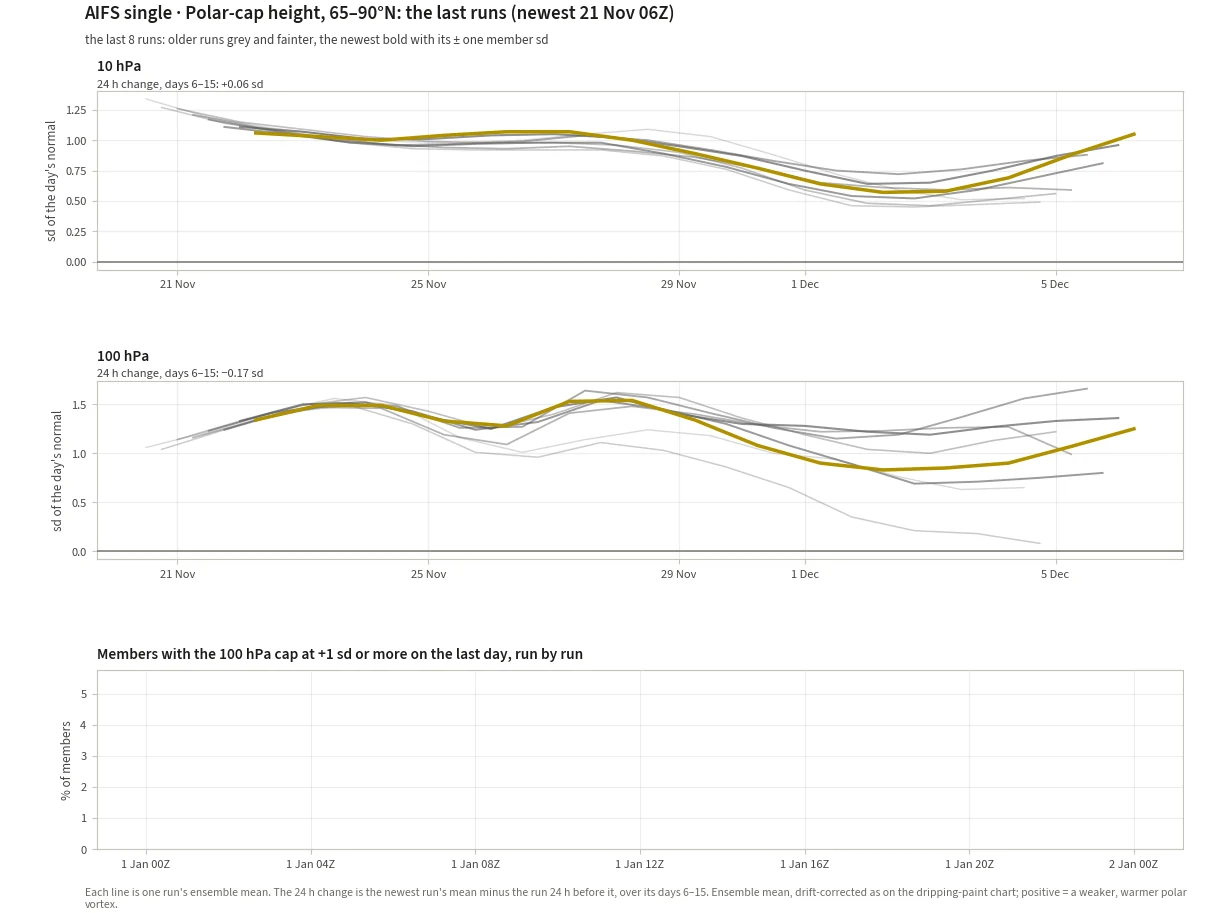 AIFS single · Polar-cap height, 65–90°N: the last runs (newest 21 Nov 06Z)
the last 8 runs: older runs grey and fainter, the newest bold with its ± one member sd
10 hPa
24 h change, days 6–15: +0.06 sd
sd of the day's normal
1.25
1.00
0.75
0.50
0.25
0.00
21 Nov
25 Nov
29 Nov
1 Dec
5 Dec
100 hPa
24 h change, days 6–15: −0.17 sd
sd of the day's normal
1.5
1.0
0.5
0.0
21 Nov
25 Nov
29 Nov
1 Dec
5 Dec
Members with the 100 hPa cap at +1 sd or more on the last day, run by run
% of members
5
4
3
2
1
0
1 Jan 00Z
1 Jan 04Z
1 Jan 08Z
1 Jan 12Z
1 Jan 16Z
1 Jan 20Z
2 Jan 00Z
Each line is one run's ensemble mean. The 24 h change is the newest run's mean minus the run 24 h before it, over its days 6–15. Ensemble mean, drift-corrected as on the dripping-paint chart; positive = a weaker, warmer polar
vortex.